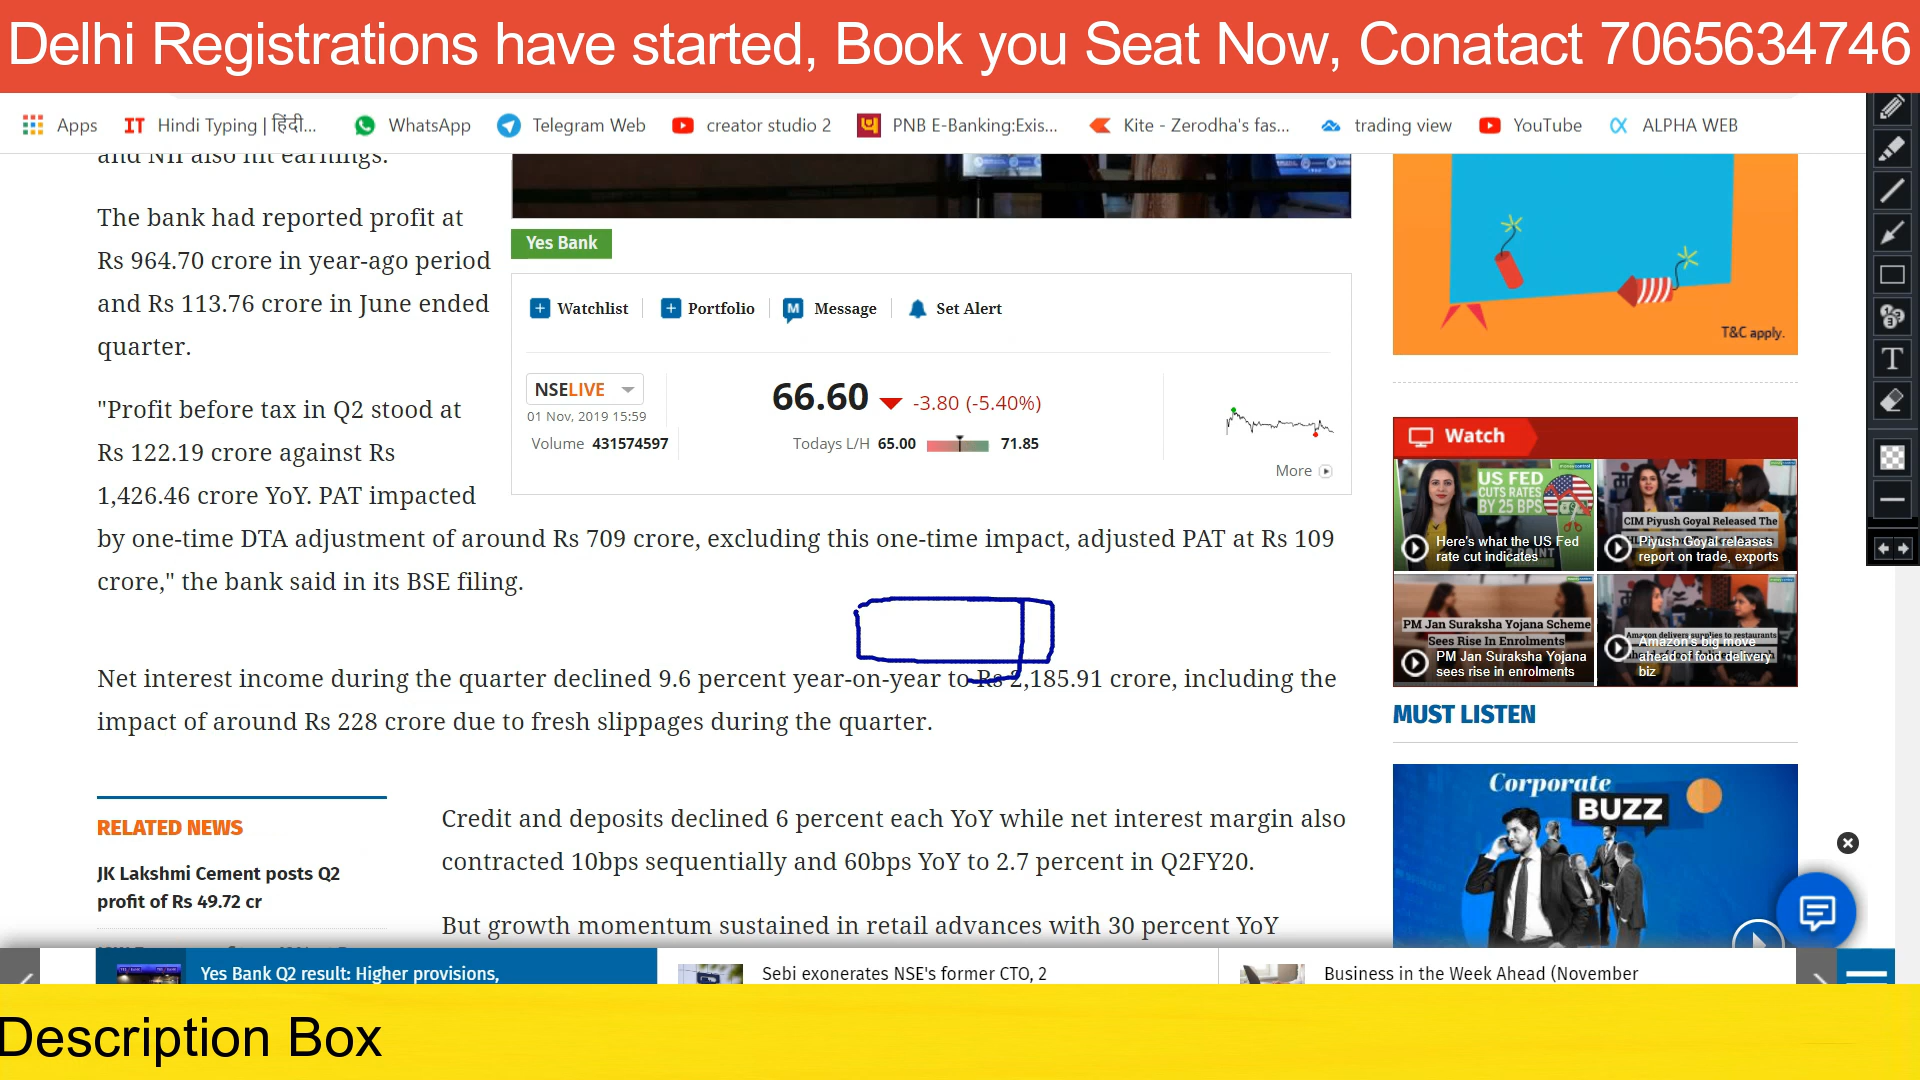 Delhi Registrations have started, Book you Seat Now, Conatact 7065634746
Apps
IT Hindi Typing | हिंदी...
WhatsApp
Telegram Web
creator studio 2
PNB E-Banking:Exis...
Kite - Zerodha's fas...
trading view
YouTube
ALPHA WEB
and NII also hit earnings.
The bank had reported profit at
Rs 964.70 crore in year-ago period
and Rs 113.76 crore in June ended
quarter.
"Profit before tax in Q2 stood at
Rs 122.19 crore against Rs
1,426.46 crore YoY. PAT impacted
by one-time DTA adjustment of around Rs 709 crore, excluding this one-time impact, adjusted PAT at Rs 109
crore," the bank said in its BSE filing.
Net interest income during the quarter declined 9.6 percent year-on-year to Rs 2,185.91 crore, including the
impact of around Rs 228 crore due to fresh slippages during the quarter.
Yes Bank
Watchlist
Portfolio
M Message
Set Alert
NSELIVE
01 Nov, 2019 15:59
Volume 431574597
66.60 -3.80 (-5.40%)
Todays L/H 65.00 71.85
More
RELATED NEWS
JK Lakshmi Cement posts Q2
profit of Rs 49.72 cr
Credit and deposits declined 6 percent each YoY while net interest margin also
contracted 10bps sequentially and 60bps YoY to 2.7 percent in Q2FY20.
But growth momentum sustained in retail advances with 30 percent YoY
T&C apply.
Watch
US FED
CUTS RATES
BY 25 BPS
Here's what the US Fed
rate cut indicates
CIM Piyush Goyal Released The
Piyush Goyal releases
report on trade, exports
PM Jan Suraksha Yojana Scheme
Sees Rise In Enrolments
PM Jan Suraksha Yojana
sees rise in enrolments
Amazon delivers supplies to restaurants
Amazon's big move
ahead of food delivery
biz
MUST LISTEN
Corporate
BUZZ
T
Yes Bank Q2 result: Higher provisions,
Sebi exonerates NSE's former CTO, 2
Business in the Week Ahead (November
Description Box